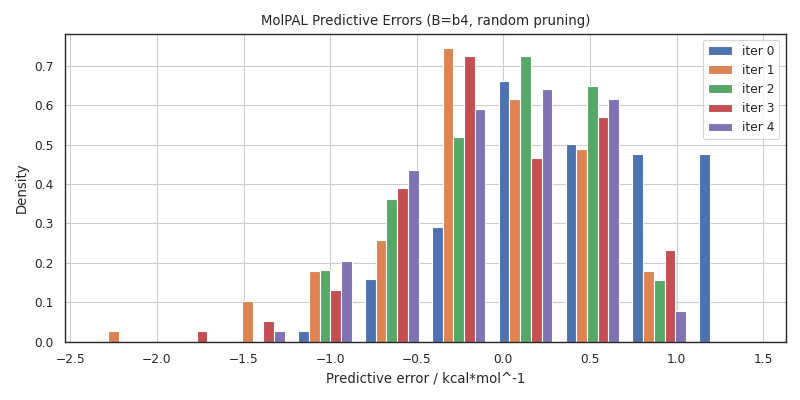 MolPAL Predictive Errors (B=b4, random pruning)
iter 0
iter 1
iter 2
iter 3
iter 4
Density
0.7
0.6
0.5
0.4
0.3
0.2
0.1
0.0
−2.5 −2.0 −1.5 −1.0 −0.5 0.0 0.5 1.0 1.5
Predictive error / kcal*mol^-1